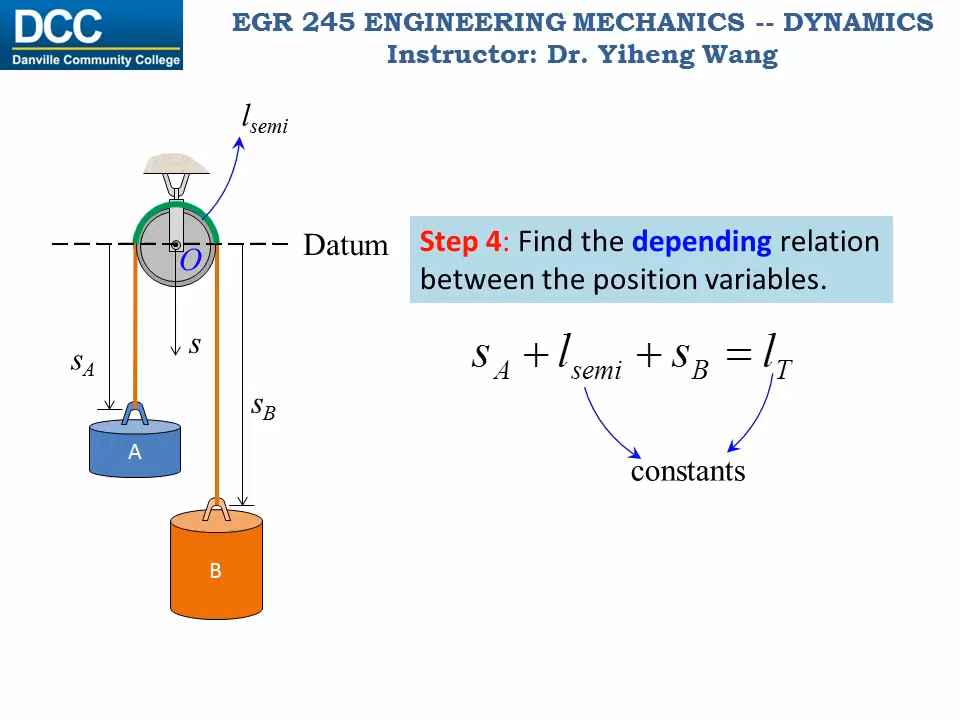 DCC
Danville Community College
EGR 245 ENGINEERING MECHANICS -- DYNAMICS
Instructor: Dr. Yiheng Wang
l_semi
Datum
O
s
s_A
s_B
A
B
Step 4: Find the depending relation
between the position variables.
s_A + l_semi + s_B = l_T
constants